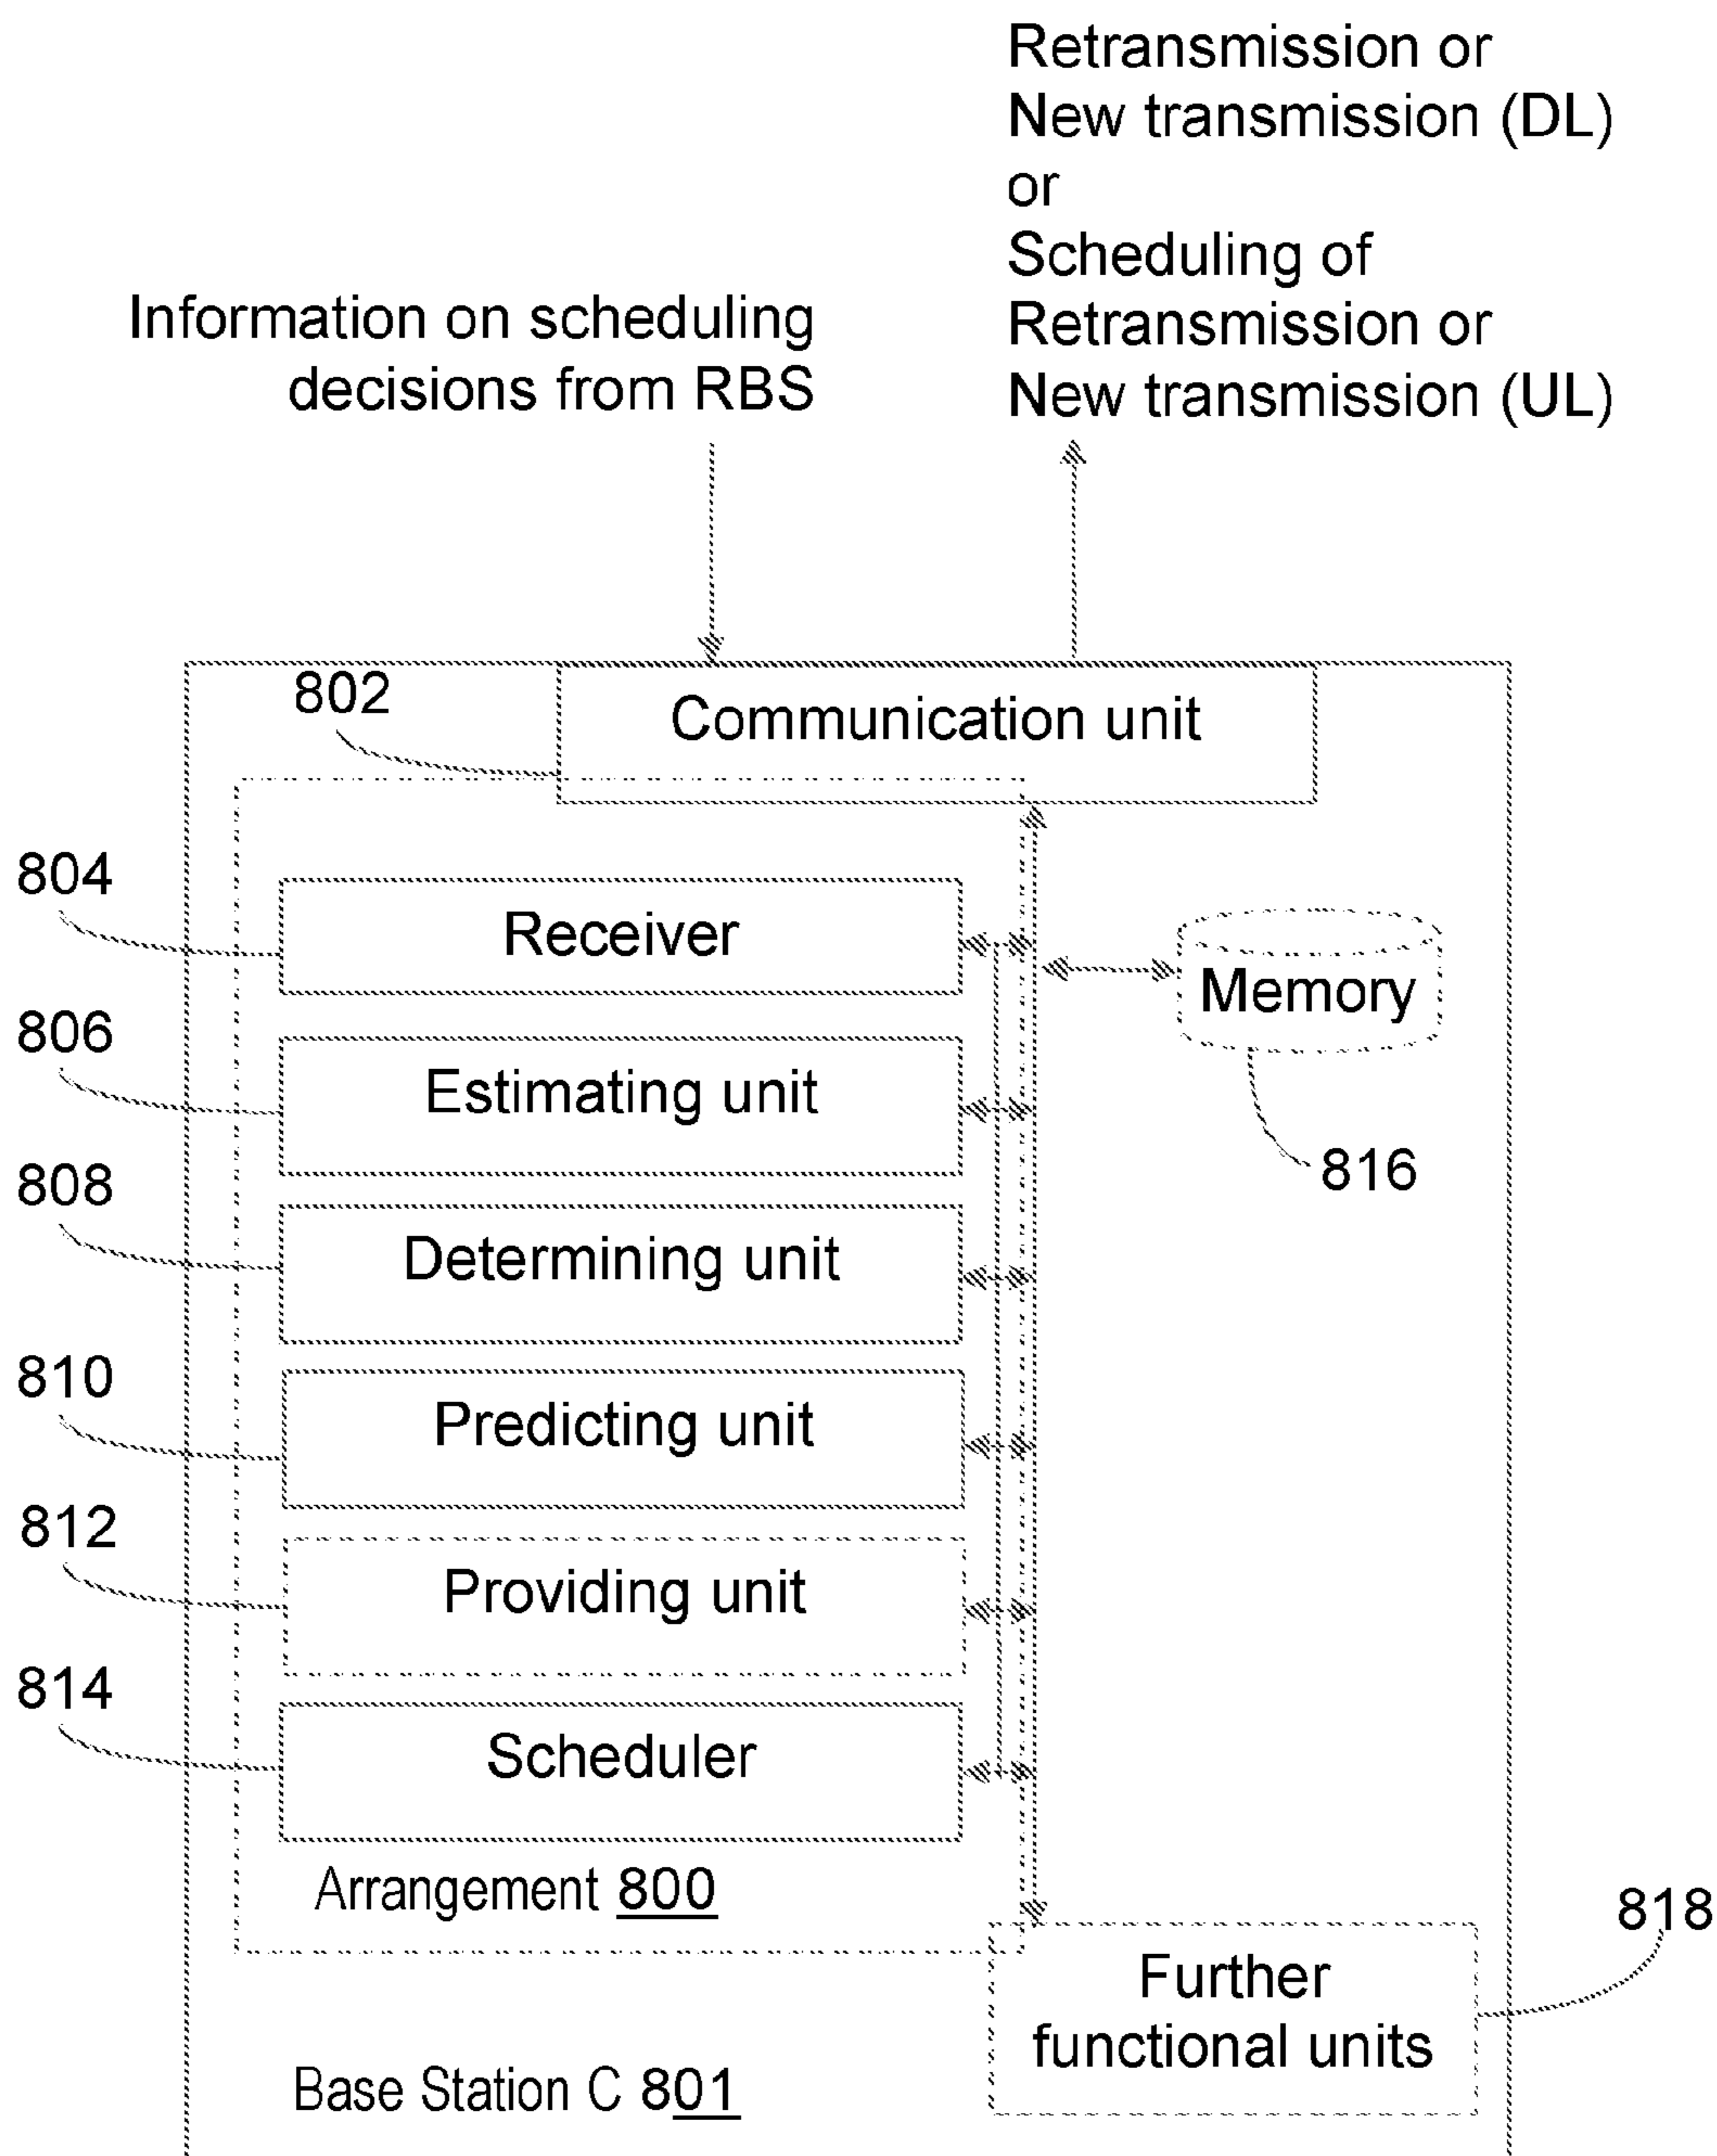 Retransmission or
New transmission (DL)
or
Scheduling of
Retransmission or
New transmission (UL)
Information on scheduling
decisions from RBS
802
Communication unit
804
Receiver
Memory
806
Estimating unit
816
808
Determining unit
810
Predicting unit
812
Providing unit
814
Scheduler
Arrangement 800
818
Further
functional units
Base Station C 801